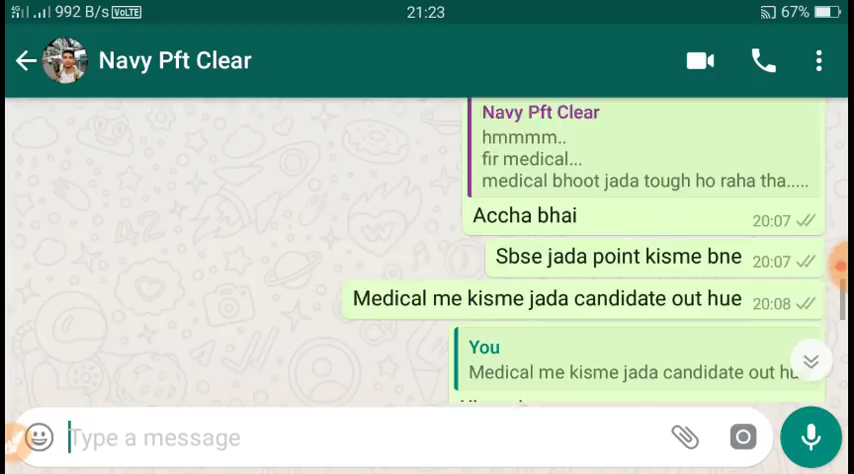 4G 992 B/s VoLTE 21:23 67%
Navy Pft Clear
Navy Pft Clear
hmmmm..
fir medical...
medical bhoot jada tough ho raha tha.....
Accha bhai 20:07
Sbse jada point kisme bne 20:07
Medical me kisme jada candidate out hue 20:08
You
Medical me kisme jada candidate out hu
Type a message